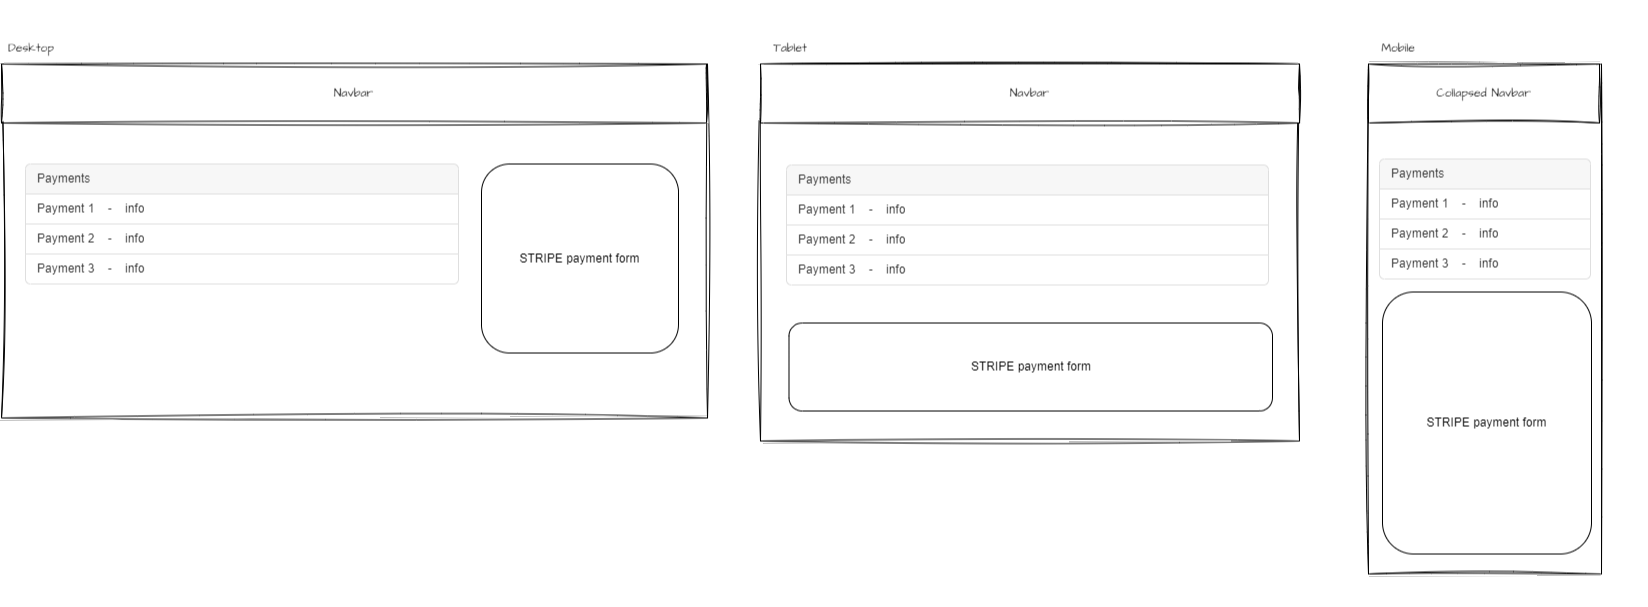 Desktop
Navbar
Payments
Payment 1 - info
Payment 2 - info
Payment 3 - info
STRIPE payment form
Tablet
Navbar
Payments
Payment 1 - info
Payment 2 - info
Payment 3 - info
STRIPE payment form
Mobile
Collapsed Navbar
Payments
Payment 1 - info
Payment 2 - info
Payment 3 - info
STRIPE payment form